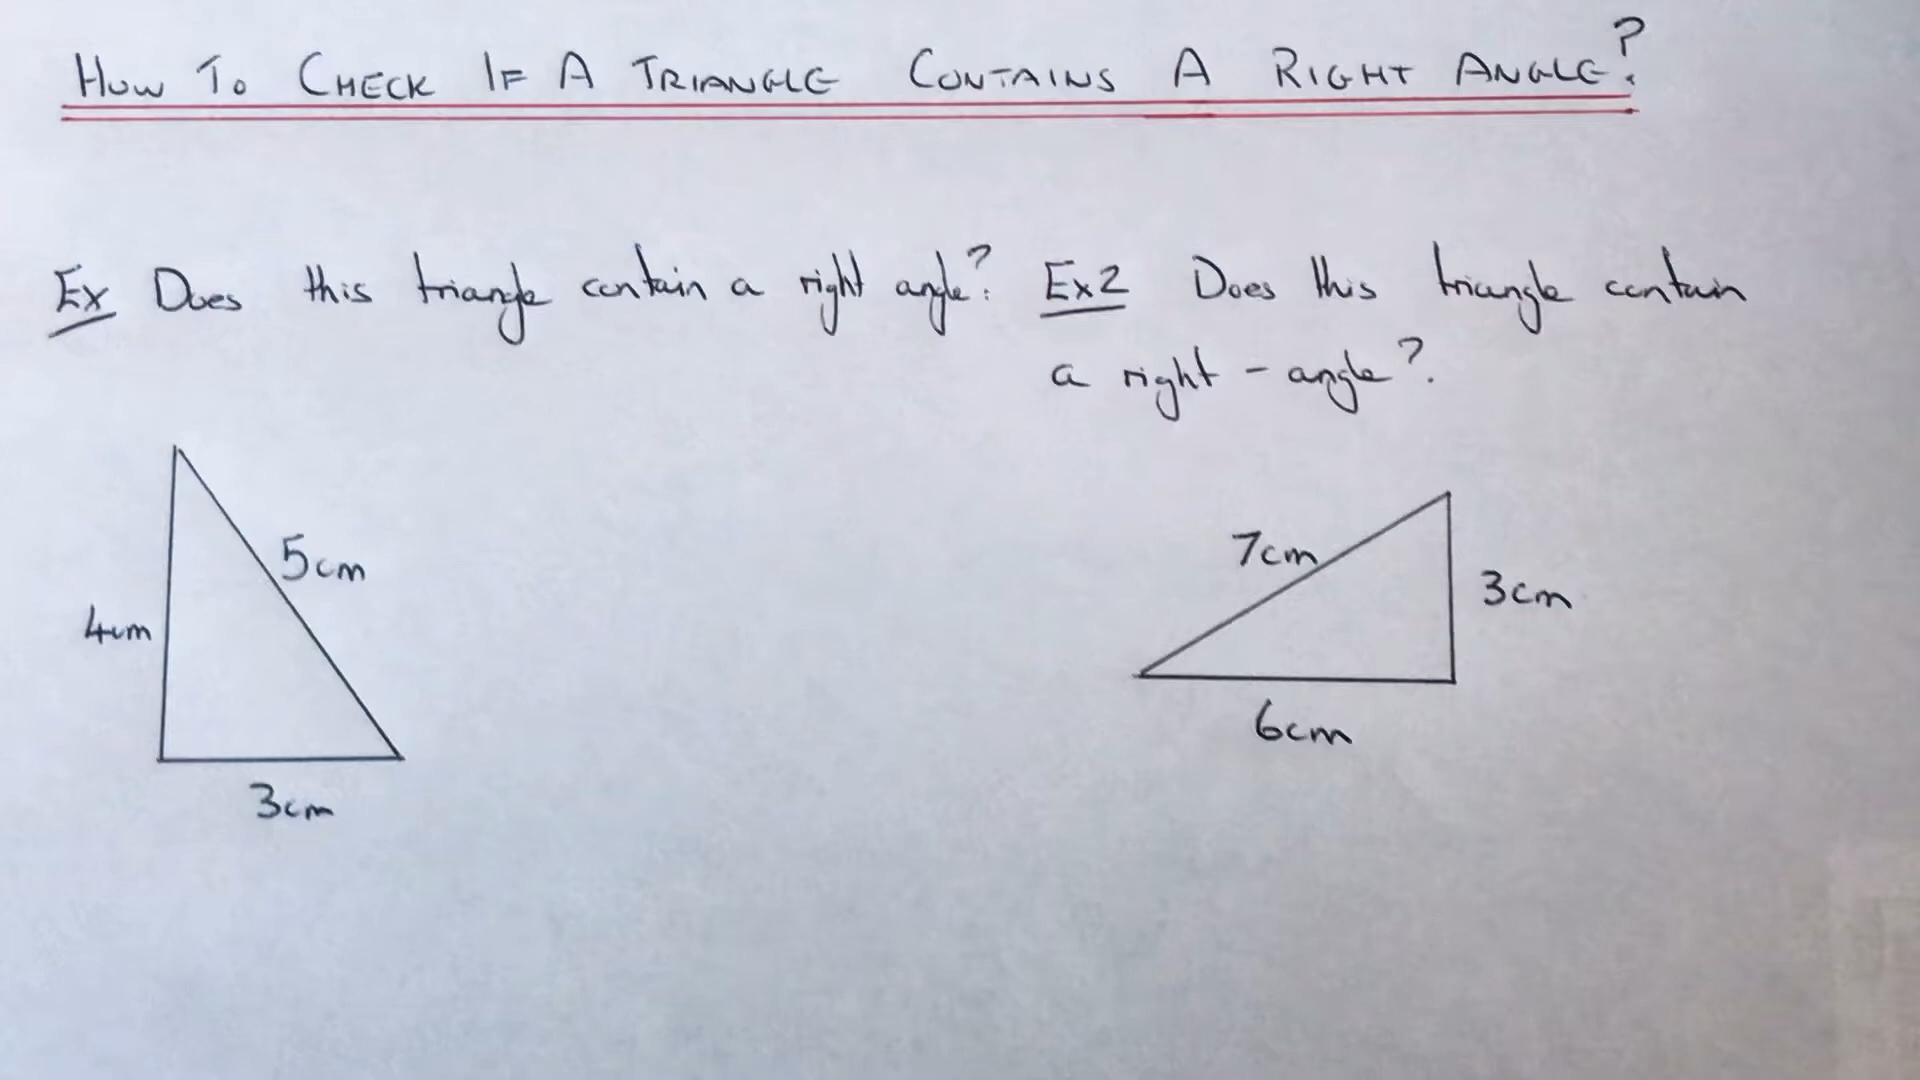 HOW TO CHECK IF A TRIANGLE CONTAINS A RIGHT ANGLE?
Ex Does this triangle contain a right angle?
4cm
5cm
3cm
Ex2 Does this triangle contain
a right-angle?
7cm
3cm
6cm